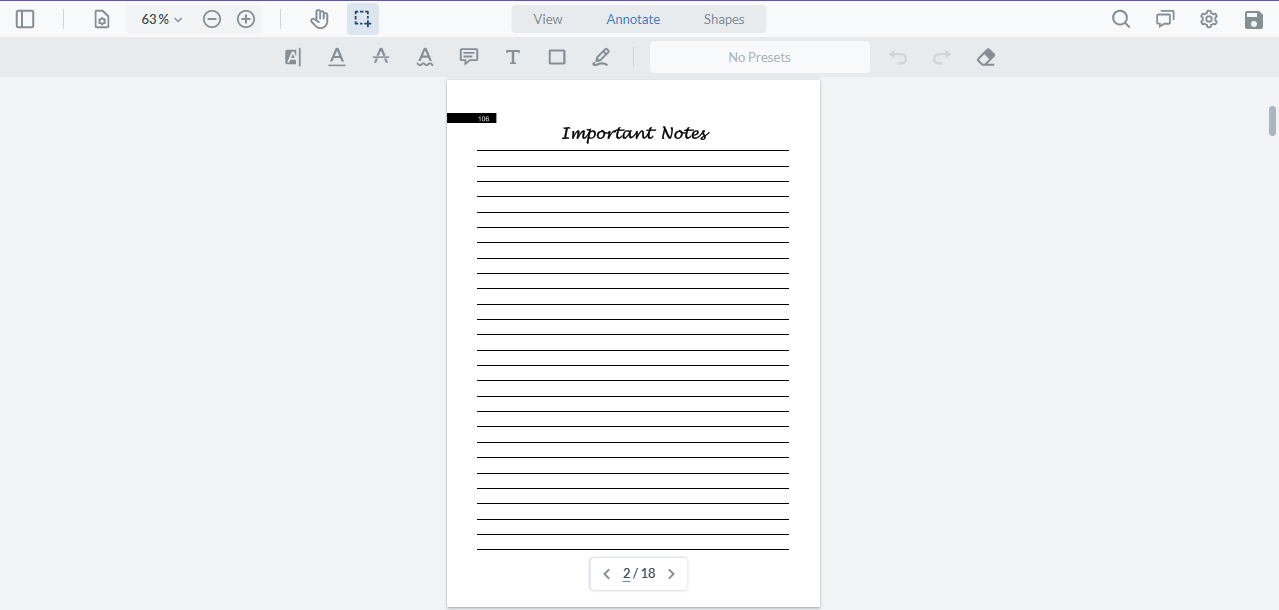 63%
View Annotate Shapes
No Presets
106
Important Notes
2 / 18